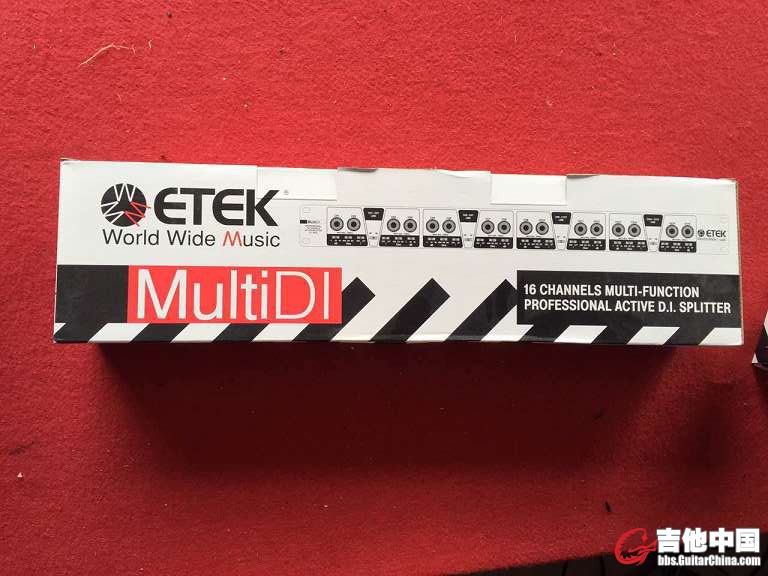 ETEK ®
World Wide Music
ETEK
MultiDI
16 CHANNELS MULTI-FUNCTION
PROFESSIONAL ACTIVE D.I. SPLITTER
吉他中国
bbs.GuitarChina.com